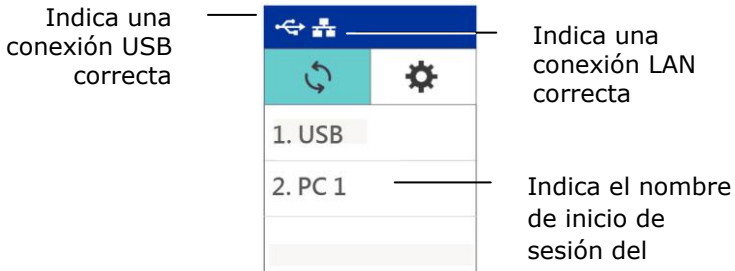 Indica una
conexión USB
correcta
Indica una
conexión LAN
correcta
1. USB
2. PC 1
Indica el nombre
de inicio de
sesión del